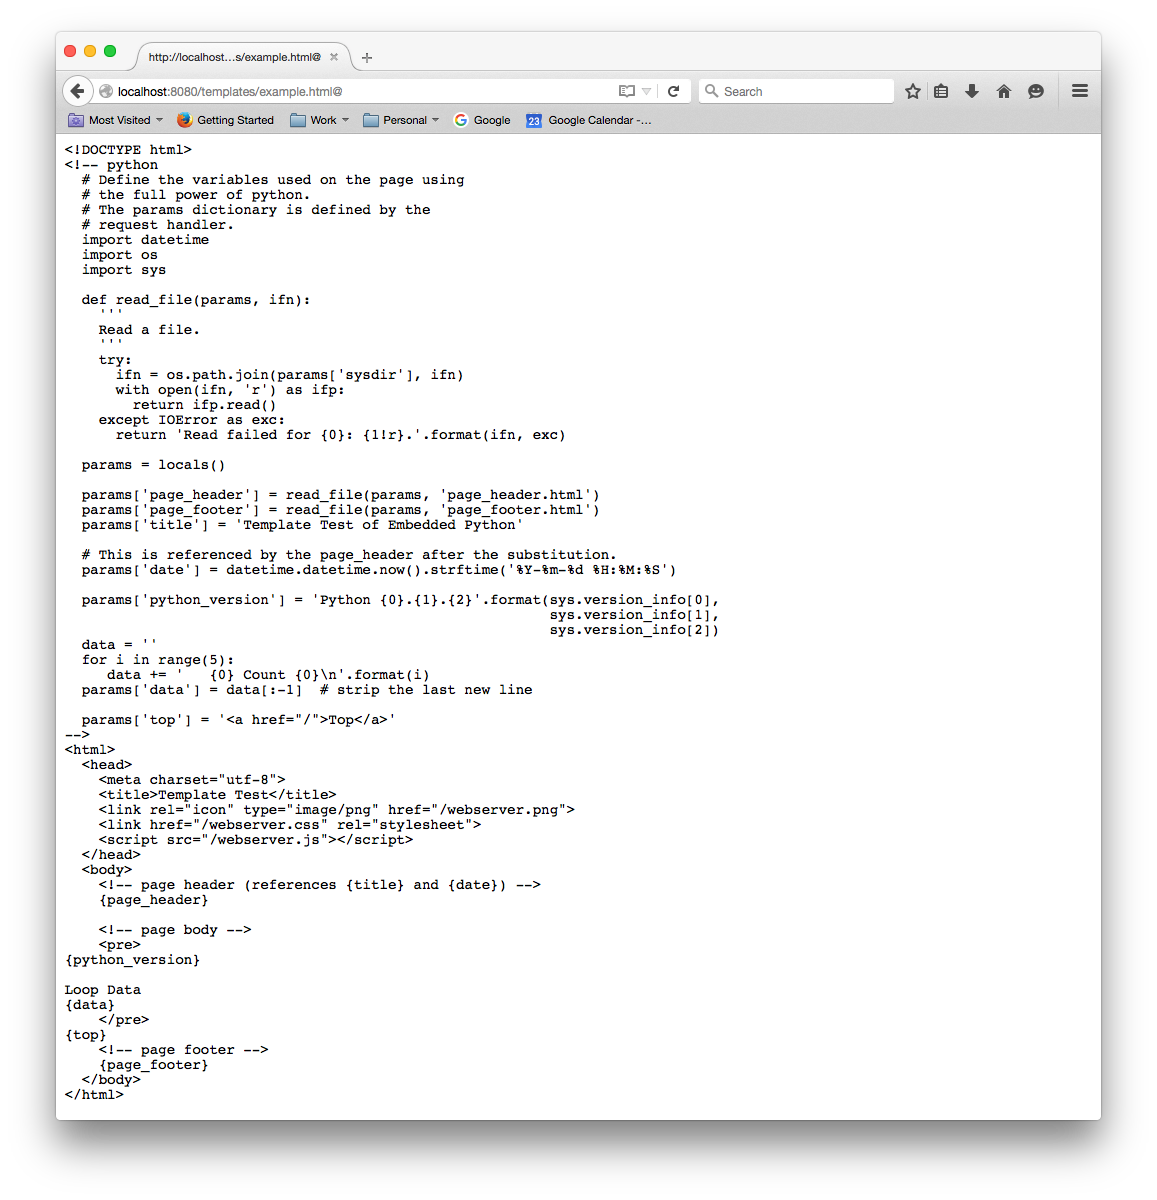 http://localhost...s/example.html@
localhost:8080/templates/example.html@
Search
Most Visited
Getting Started
Work
Personal
Google
23
Google Calendar -...
<!DOCTYPE html>
<!-- python
  # Define the variables used on the page using
  # the full power of python.
  # The params dictionary is defined by the
  # request handler.
  import datetime
  import os
  import sys

  def read_file(params, ifn):
    '''
    Read a file.
    '''
    try:
      ifn = os.path.join(params['sysdir'], ifn)
      with open(ifn, 'r') as ifp:
        return ifp.read()
    except IOError as exc:
      return 'Read failed for {0}: {1!r}.'.format(ifn, exc)

  params = locals()

  params['page_header'] = read_file(params, 'page_header.html')
  params['page_footer'] = read_file(params, 'page_footer.html')
  params['title'] = 'Template Test of Embedded Python'

  # This is referenced by the page_header after the substitution.
  params['date'] = datetime.datetime.now().strftime('%Y-%m-%d %H:%M:%S')

  params['python_version'] = 'Python {0}.{1}.{2}'.format(sys.version_info[0],
                                                         sys.version_info[1],
                                                         sys.version_info[2])
  data = ''
  for i in range(5):
     data += '   {0} Count {0}\n'.format(i)
  params['data'] = data[:-1]  # strip the last new line

  params['top'] = '<a href="/">Top</a>'
-->
<html>
  <head>
    <meta charset="utf-8">
    <title>Template Test</title>
    <link rel="icon" type="image/png" href="/webserver.png">
    <link href="/webserver.css" rel="stylesheet">
    <script src="/webserver.js"></script>
  </head>
  <body>
    <!-- page header (references {title} and {date}) -->
    {page_header}

    <!-- page body -->
    <pre>
{python_version}

Loop Data
{data}
    </pre>
{top}
    <!-- page footer -->
    {page_footer}
  </body>
</html>